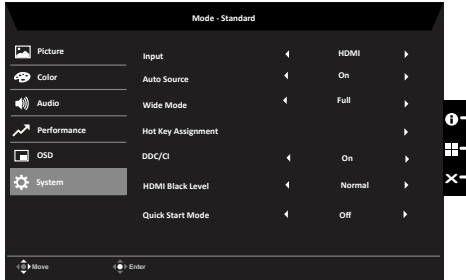 Mode - Standard
Picture
Color
Audio
Performance
OSD
System
Input HDMI
Auto Source On
Wide Mode Full
Hot Key Assignment
DDC/CI On
HDMI Black Level Normal
Quick Start Mode Off
Move Enter